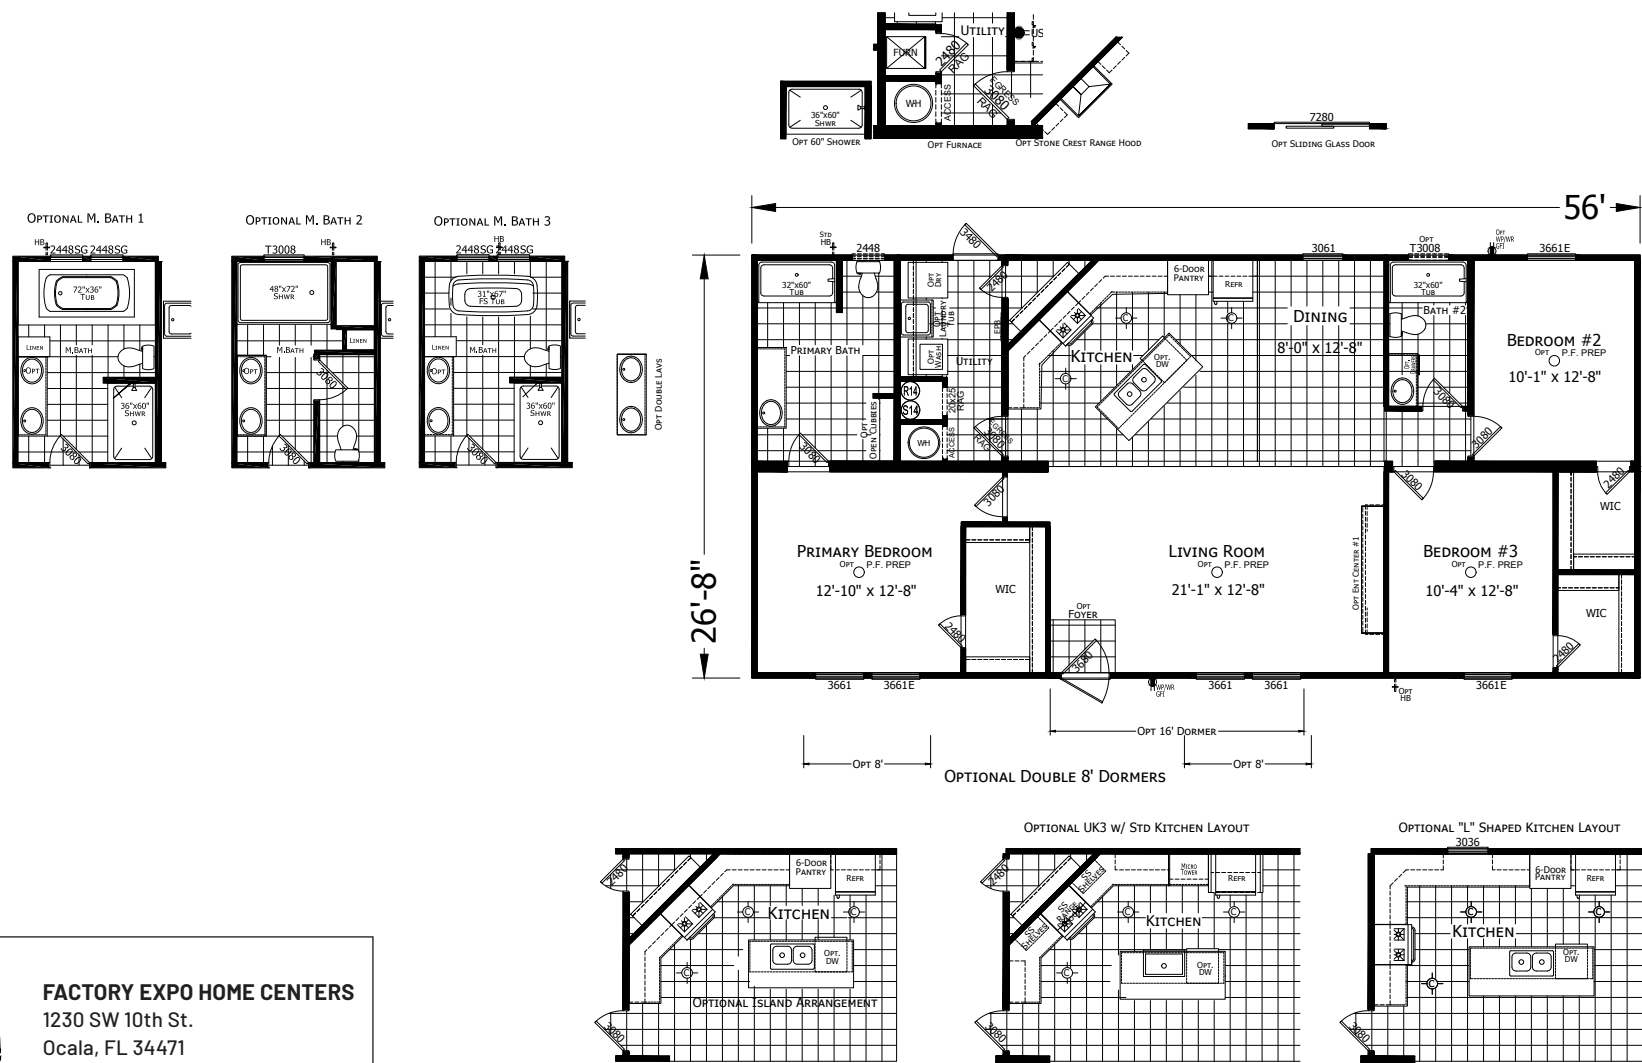 UTILITY
US
FURN
2480
RAG
EGRESS
3080
RAG
WH
ACCESS
36"x60"
SHWR
OPT 60" SHOWER
OPT FURNACE
OPT STONE CREST RANGE HOOD
7280
OPT SLIDING GLASS DOOR
OPTIONAL M. BATH 1
HB
2448SG 2448SG
72"x36"
TUB
LINEN
M.BATH
OPT
36"x60"
SHWR
3080
OPTIONAL M. BATH 2
T3008
HB
48"x72"
SHWR
LINEN
M.BATH
OPT
3080
3080
OPTIONAL M. BATH 3
HB
2448SG 2448SG
31"x67"
FS TUB
LINEN
M.BATH
OPT
36"x60"
SHWR
3080
OPT DOUBLE LAVS
56'
26'-8"
STD
HB
2448
3480
3061
OPT
T3008
OPT
WP/WR
GFI
3661E
32"x60"
TUB
OPT DRY
2480
6-DOOR
PANTRY
REFR
32"x60"
TUB
OPT LAUNDRY TUB
EPB
BATH #2
DINING
8'-0" x 12'-8"
PRIMARY BATH
OPT WASH
UTILITY
KITCHEN
OPT.
DW
BEDROOM #2
OPT P.F. PREP
10'-1" x 12'-8"
R14
S14
20x25
RAG
OPT
OPEN CUBBIES
WH
ACCESS
EGRESS
3080
RAG
3080
3080
3080
3080
3080
2480
WIC
PRIMARY BEDROOM
OPT P.F. PREP
12'-10" x 12'-8"
WIC
2480
LIVING ROOM
OPT P.F. PREP
21'-1" x 12'-8"
OPT ENT CENTER #1
BEDROOM #3
OPT P.F. PREP
10'-4" x 12'-8"
WIC
2480
OPT
FOYER
3680
3661
3661E
WP/WR
GFI
3661
3661
OPT
HB
3661E
OPT 16' DORMER
OPT 8'
OPT 8'
OPTIONAL DOUBLE 8' DORMERS
2480
6-DOOR
PANTRY
REFR
KITCHEN
OPT.
DW
OPTIONAL ISLAND ARRANGEMENT
3080
OPTIONAL UK3 W/ STD KITCHEN LAYOUT
2480
SS
SHELVES
MICRO
TOWER
REFR
SS
RANGE
SS
SHELVES
KITCHEN
OPT.
DW
3080
OPTIONAL "L" SHAPED KITCHEN LAYOUT
3036
6-DOOR
PANTRY
REFR
KITCHEN
OPT.
DW
3080
FACTORY EXPO HOME CENTERS
1230 SW 10th St.
Ocala, FL 34471